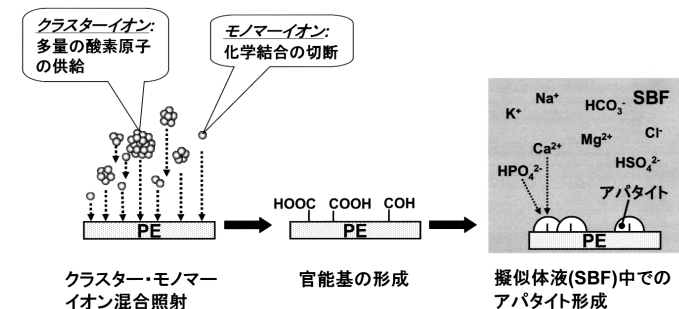 クラスターイオン:
多量の酸素原子
の供給
モノマーイオン:
化学結合の切断
PE
クラスター・モノマー
イオン混合照射
HOOC COOH COH
PE
官能基の形成
SBF
Na⁺
K⁺
HCO₃⁻
Cl⁻
Mg²⁺
Ca²⁺
HSO₄²⁻
HPO₄²⁻
アパタイト
PE
擬似体液(SBF)中での
アパタイト形成